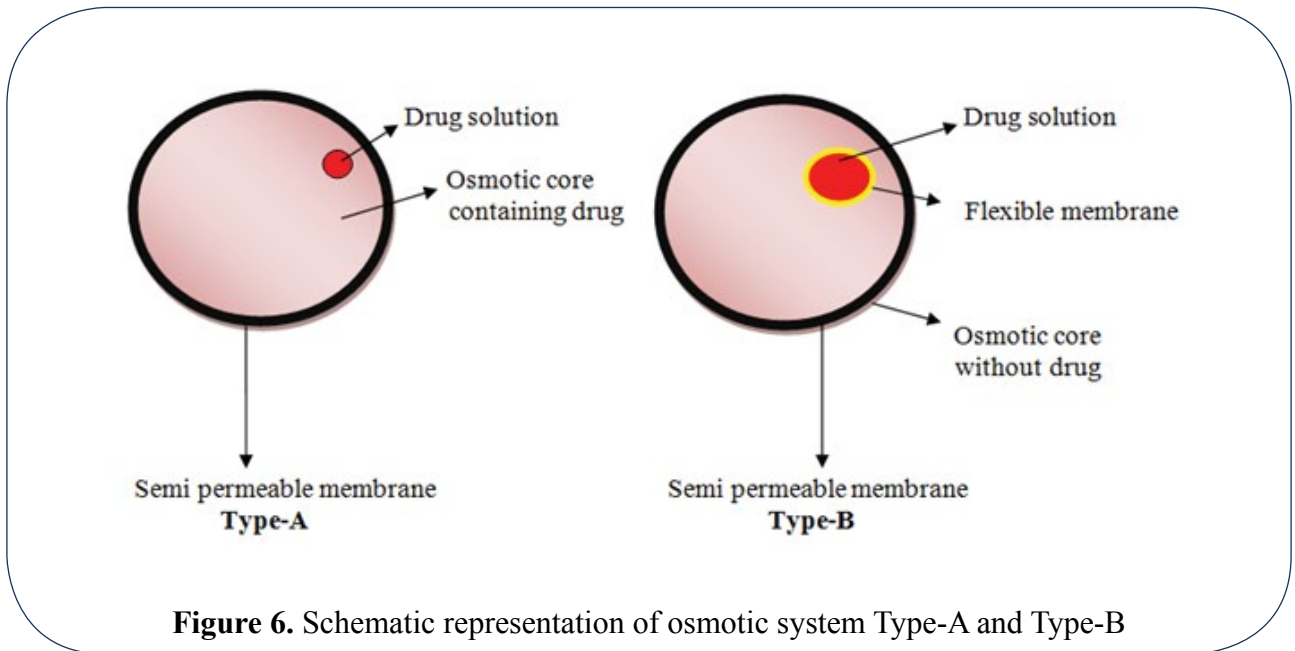 Drug solution
Osmotic core
containing drug
Semi permeable membrane
Type-A
Drug solution
Flexible membrane
Osmotic core
without drug
Semi permeable membrane
Type-B
Figure 6. Schematic representation of osmotic system Type-A and Type-B